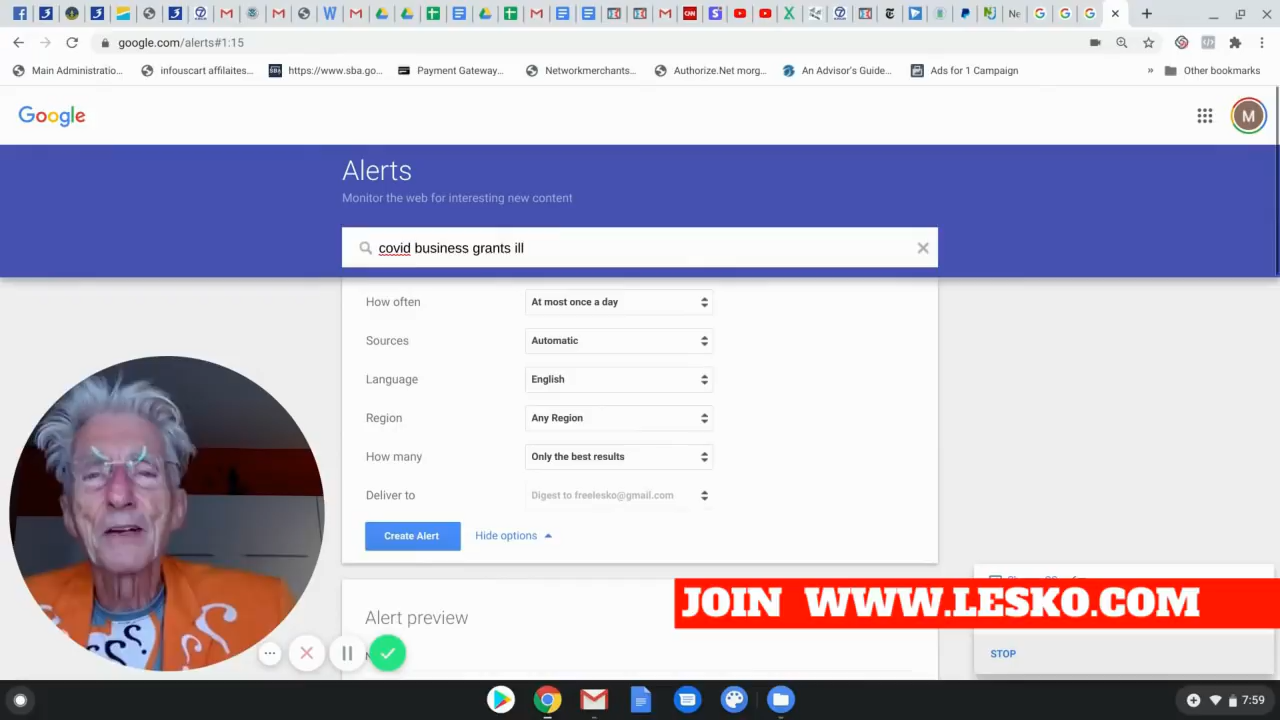 Ne
google.com/alerts#1:15
Main Administratio...
infouscart affilaites...
https://www.sba.go...
Payment Gateway...
Networkmerchants...
Authorize.Net morg...
An Advisor's Guide...
Ads for 1 Campaign
»
Other bookmarks
Google
M
Alerts
Monitor the web for interesting new content
covid business grants ill
How often
At most once a day
Sources
Automatic
Language
English
Region
Any Region
How many
Only the best results
Deliver to
Digest to freelesko@gmail.com
Create Alert
Hide options
Alert preview
JOIN WWW.LESKO.COM
STOP
7:59